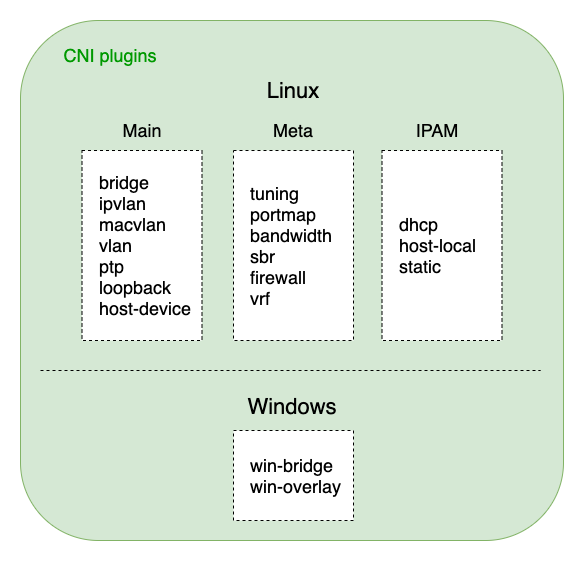 CNI plugins
Linux
Main
bridge
ipvlan
macvlan
vlan
ptp
loopback
host-device
Meta
tuning
portmap
bandwidth
sbr
firewall
vrf
IPAM
dhcp
host-local
static
Windows
win-bridge
win-overlay